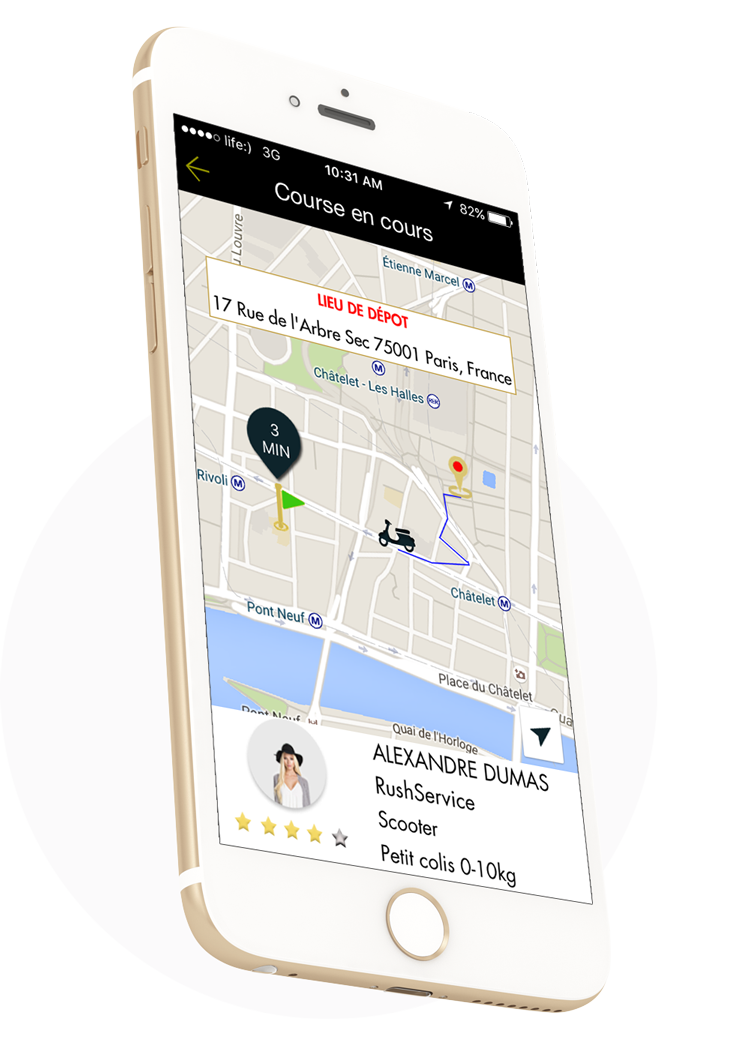 life:) 3G 10:31 AM 82%
Course en cours
u Louvre
Étienne Marcel M
LIEU DE DÉPOT
17 Rue de l'Arbre Sec 75001 Paris, France
M
Châtelet - Les Halles
3
MIN
Rivoli M
Châtelet M
Pont Neuf M
Place du Châtelet
Qua
Pont Neuf
Quai de l'Horloge
ALEXANDRE DUMAS
RushService
Scooter
Petit colis 0-10kg